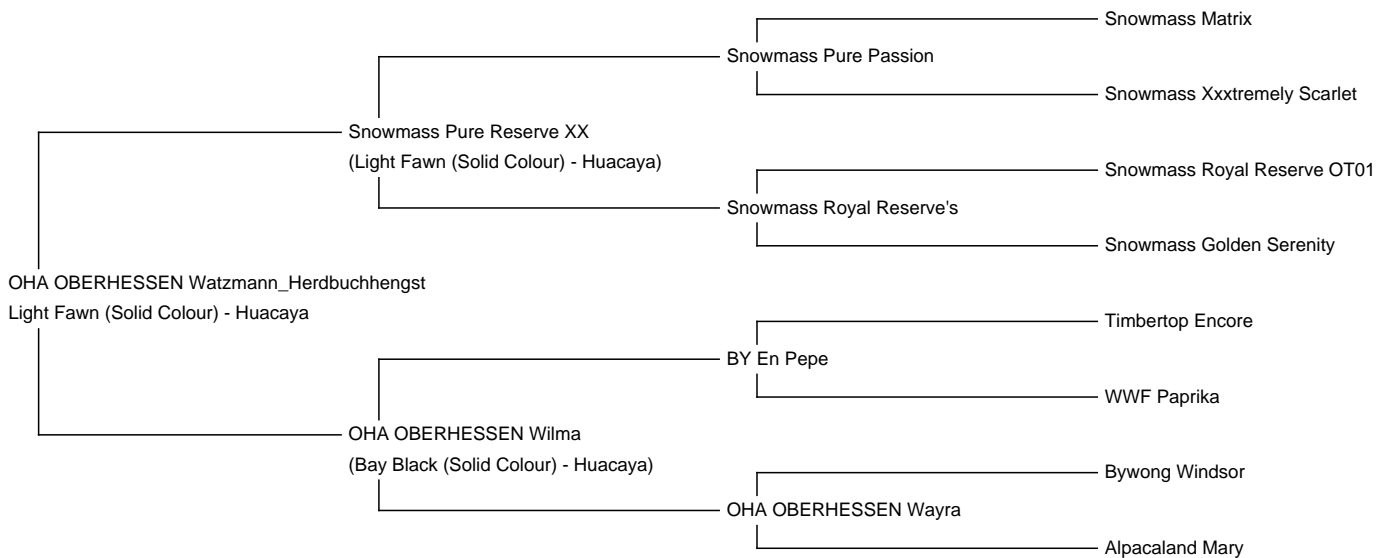 Snowmass Matrix
Snowmass Pure Passion
Snowmass Xxxtremely Scarlet
Snowmass Pure Reserve XX
(Light Fawn (Solid Colour) - Huacaya)
Snowmass Royal Reserve OT01
Snowmass Royal Reserve's
Snowmass Golden Serenity
OHA OBERHESSEN Watzmann_Herdbuchhengst
Light Fawn (Solid Colour) - Huacaya
Timbertop Encore
BY En Pepe
WWF Paprika
OHA OBERHESSEN Wilma
(Bay Black (Solid Colour) - Huacaya)
Bywong Windsor
OHA OBERHESSEN Wayra
Alpacaland Mary